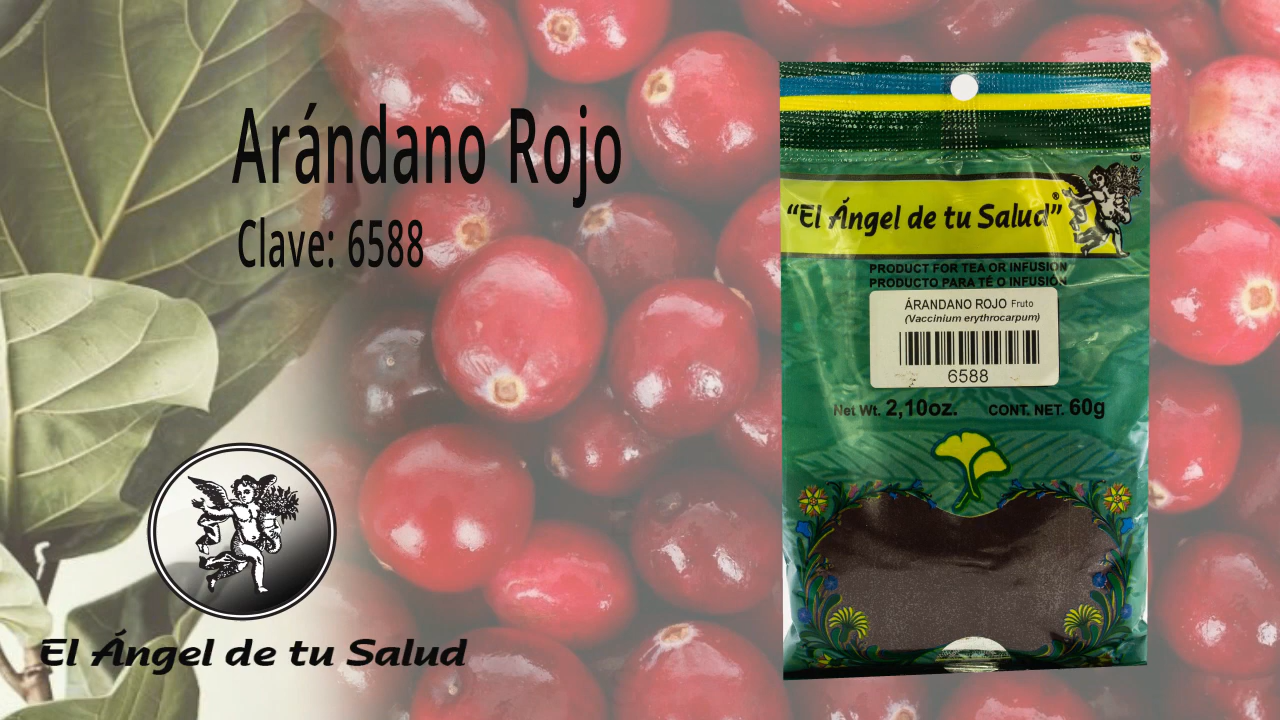 Arándano Rojo
Clave: 6588
El Ángel de tu Salud
“El Ángel de tu Salud”®
PRODUCT FOR TEA OR INFUSION
PRODUCTO PARA TÉ O INFUSIÓN
ÁRANDANO ROJO Fruto
(Vaccinium erythrocarpum)
6588
Net Wt. 2,10oz. CONT. NET. 60g